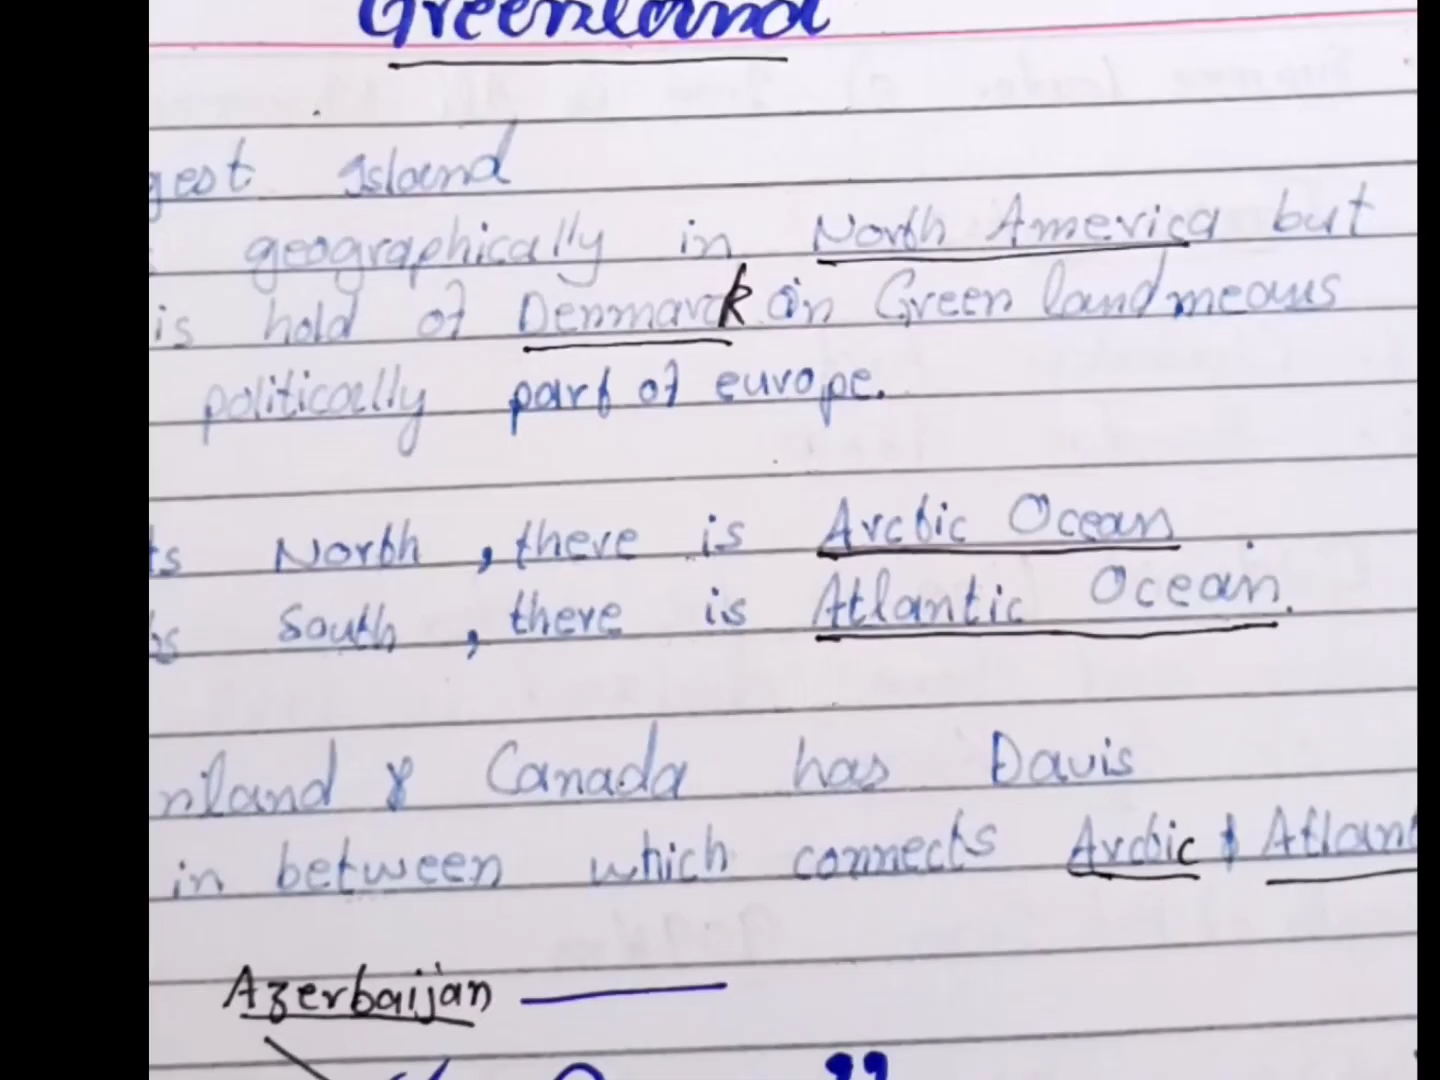 Greenland
gest Island
geographically in North America but
is hold of Denmark in Greenland means
politically part of europe.
ts North, there is Arctic Ocean
ts South, there is Atlantic Ocean.
nland & Canada has Davis
in between which connects Arctic & Atlant
Azerbaijan